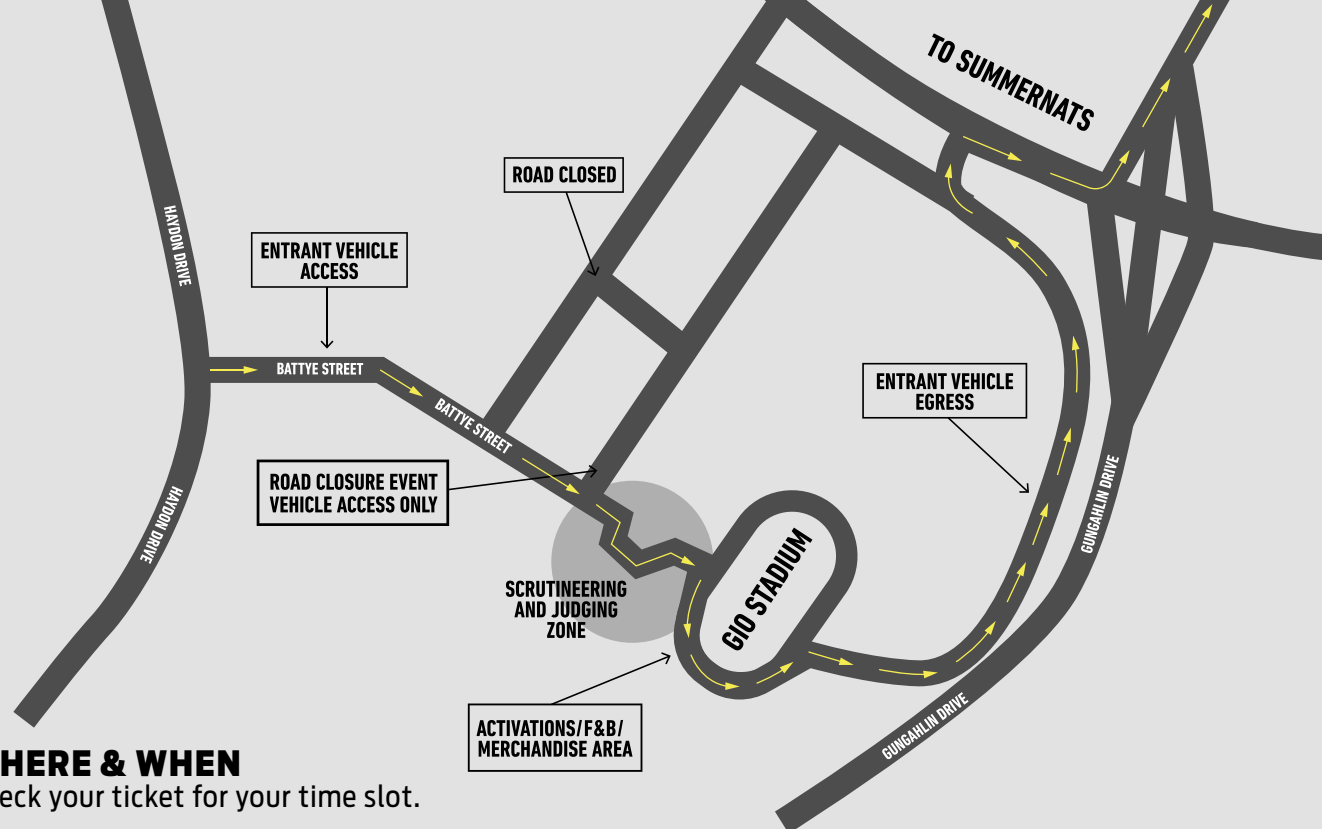 TO SUMMERNATS
ROAD CLOSED
HAYDON DRIVE
ENTRANT VEHICLE
ACCESS
BATTYE STREET
ENTRANT VEHICLE
EGRESS
BATTYE STREET
ROAD CLOSURE EVENT
VEHICLE ACCESS ONLY
GUNGAHLIN DRIVE
HAYDON DRIVE
GIO STADIUM
SCRUTINEERING
AND JUDGING
ZONE
GUNGAHLIN DRIVE
ACTIVATIONS/F&B/
MERCHANDISE AREA
HERE & WHEN
eck your ticket for your time slot.